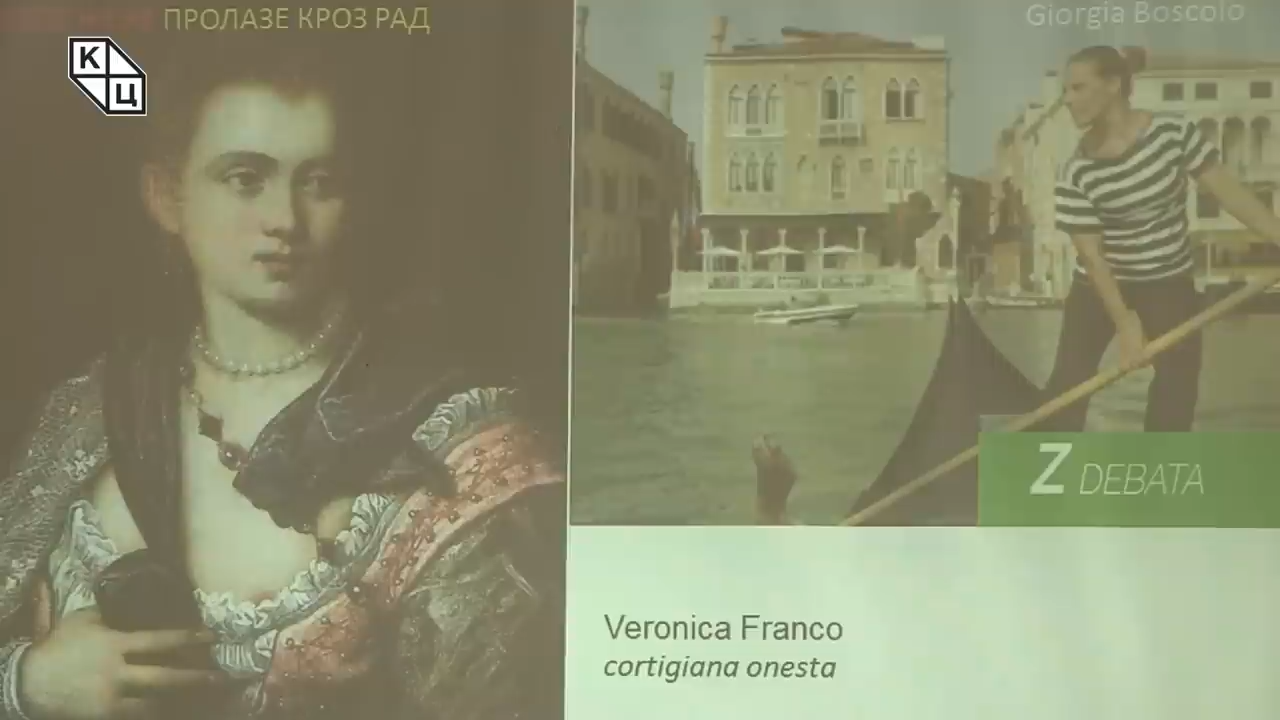 ПРОЛАЗЕ КРОЗ РАД
К
Ц
Giorgia Boscolo
Z DEBATA
Veronica Franco
cortigiana onesta